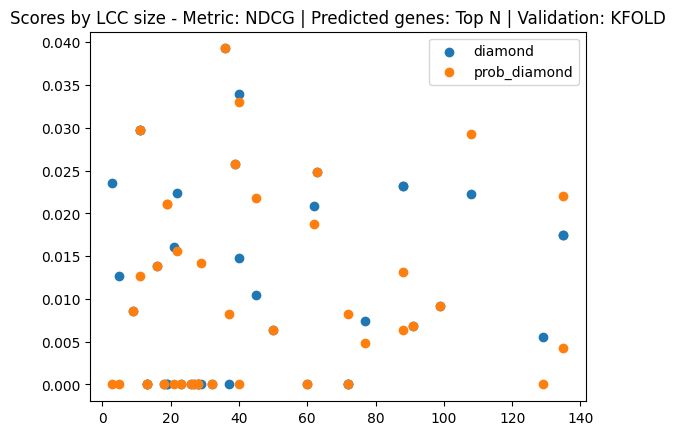 Scores by LCC size - Metric: NDCG | Predicted genes: Top N | Validation: KFOLD
diamond
prob_diamond
0.040
0.035
0.030
0.025
0.020
0.015
0.010
0.005
0.000
0 20 40 60 80 100 120 140